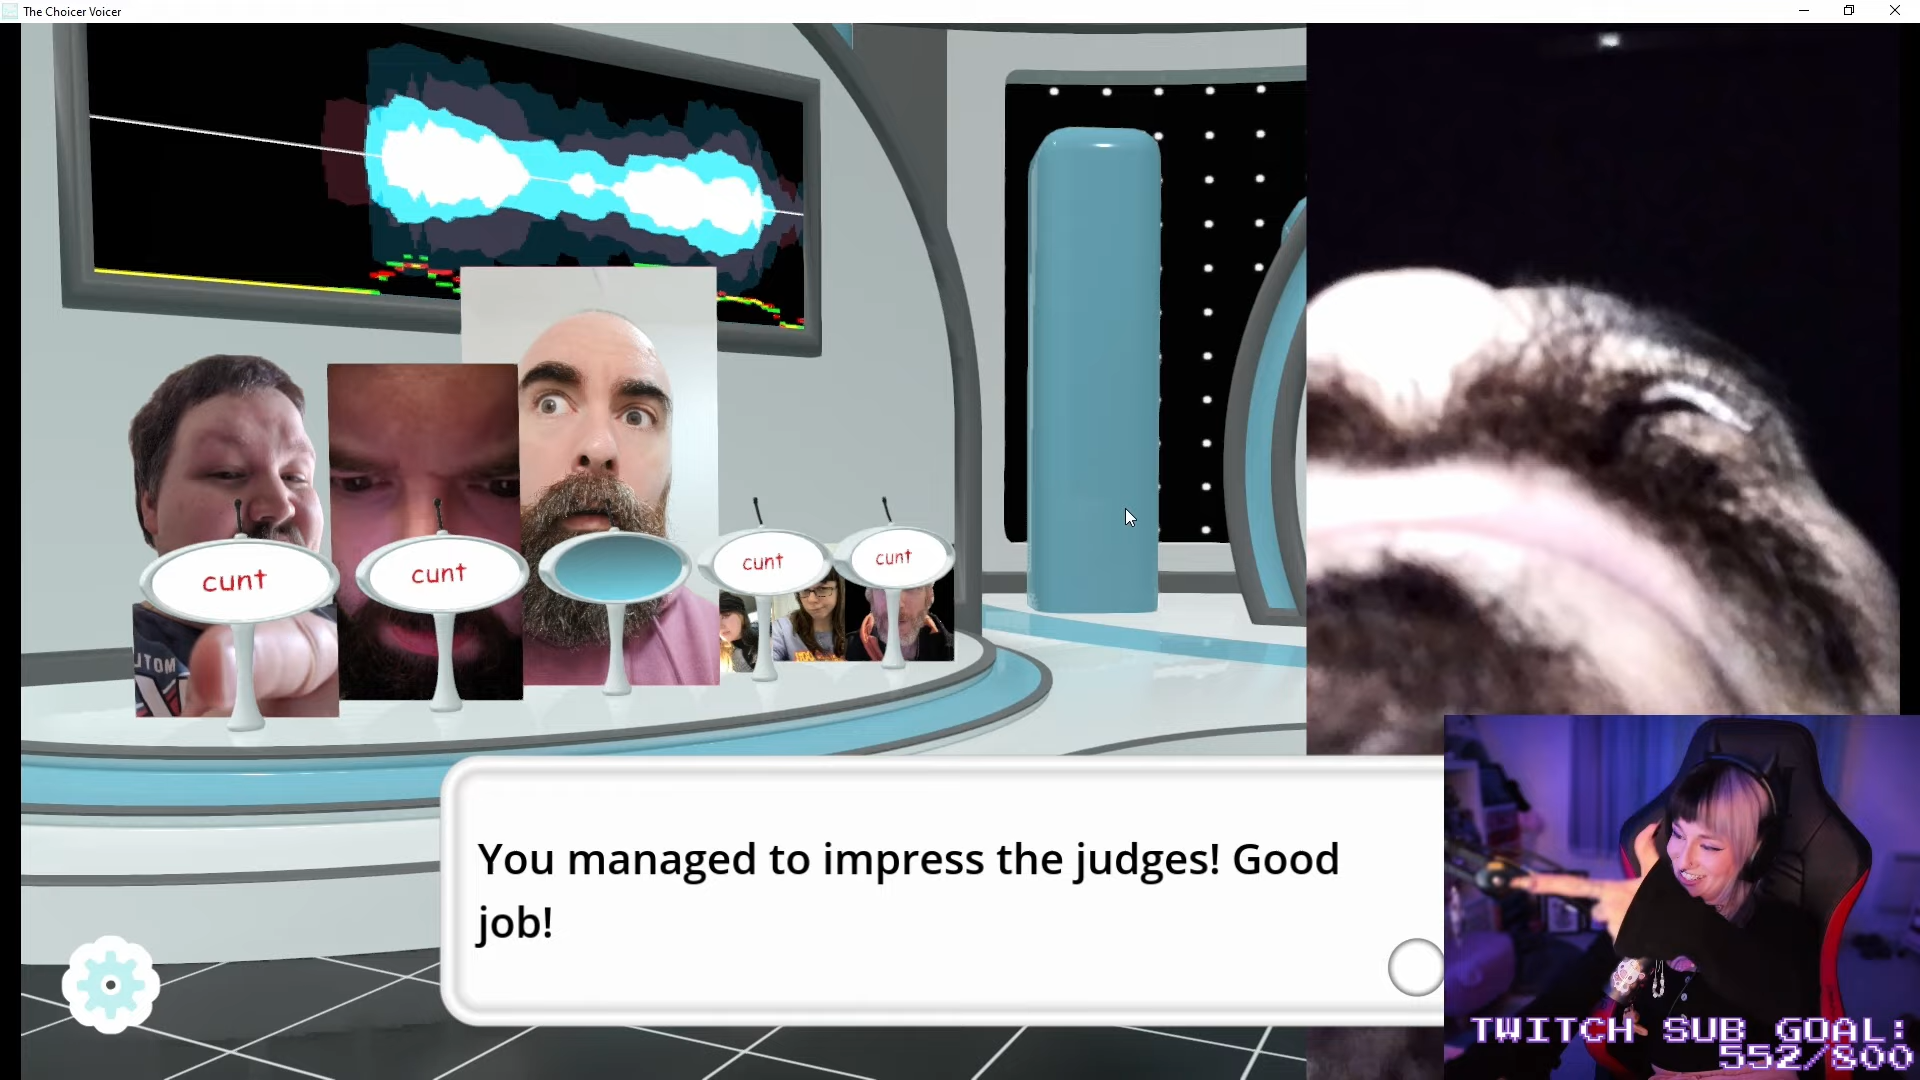 The Choicer Voicer
cunt
cunt
cunt
cunt
You managed to impress the judges! Good
job!
TWITCH SUB GOAL:
552/800